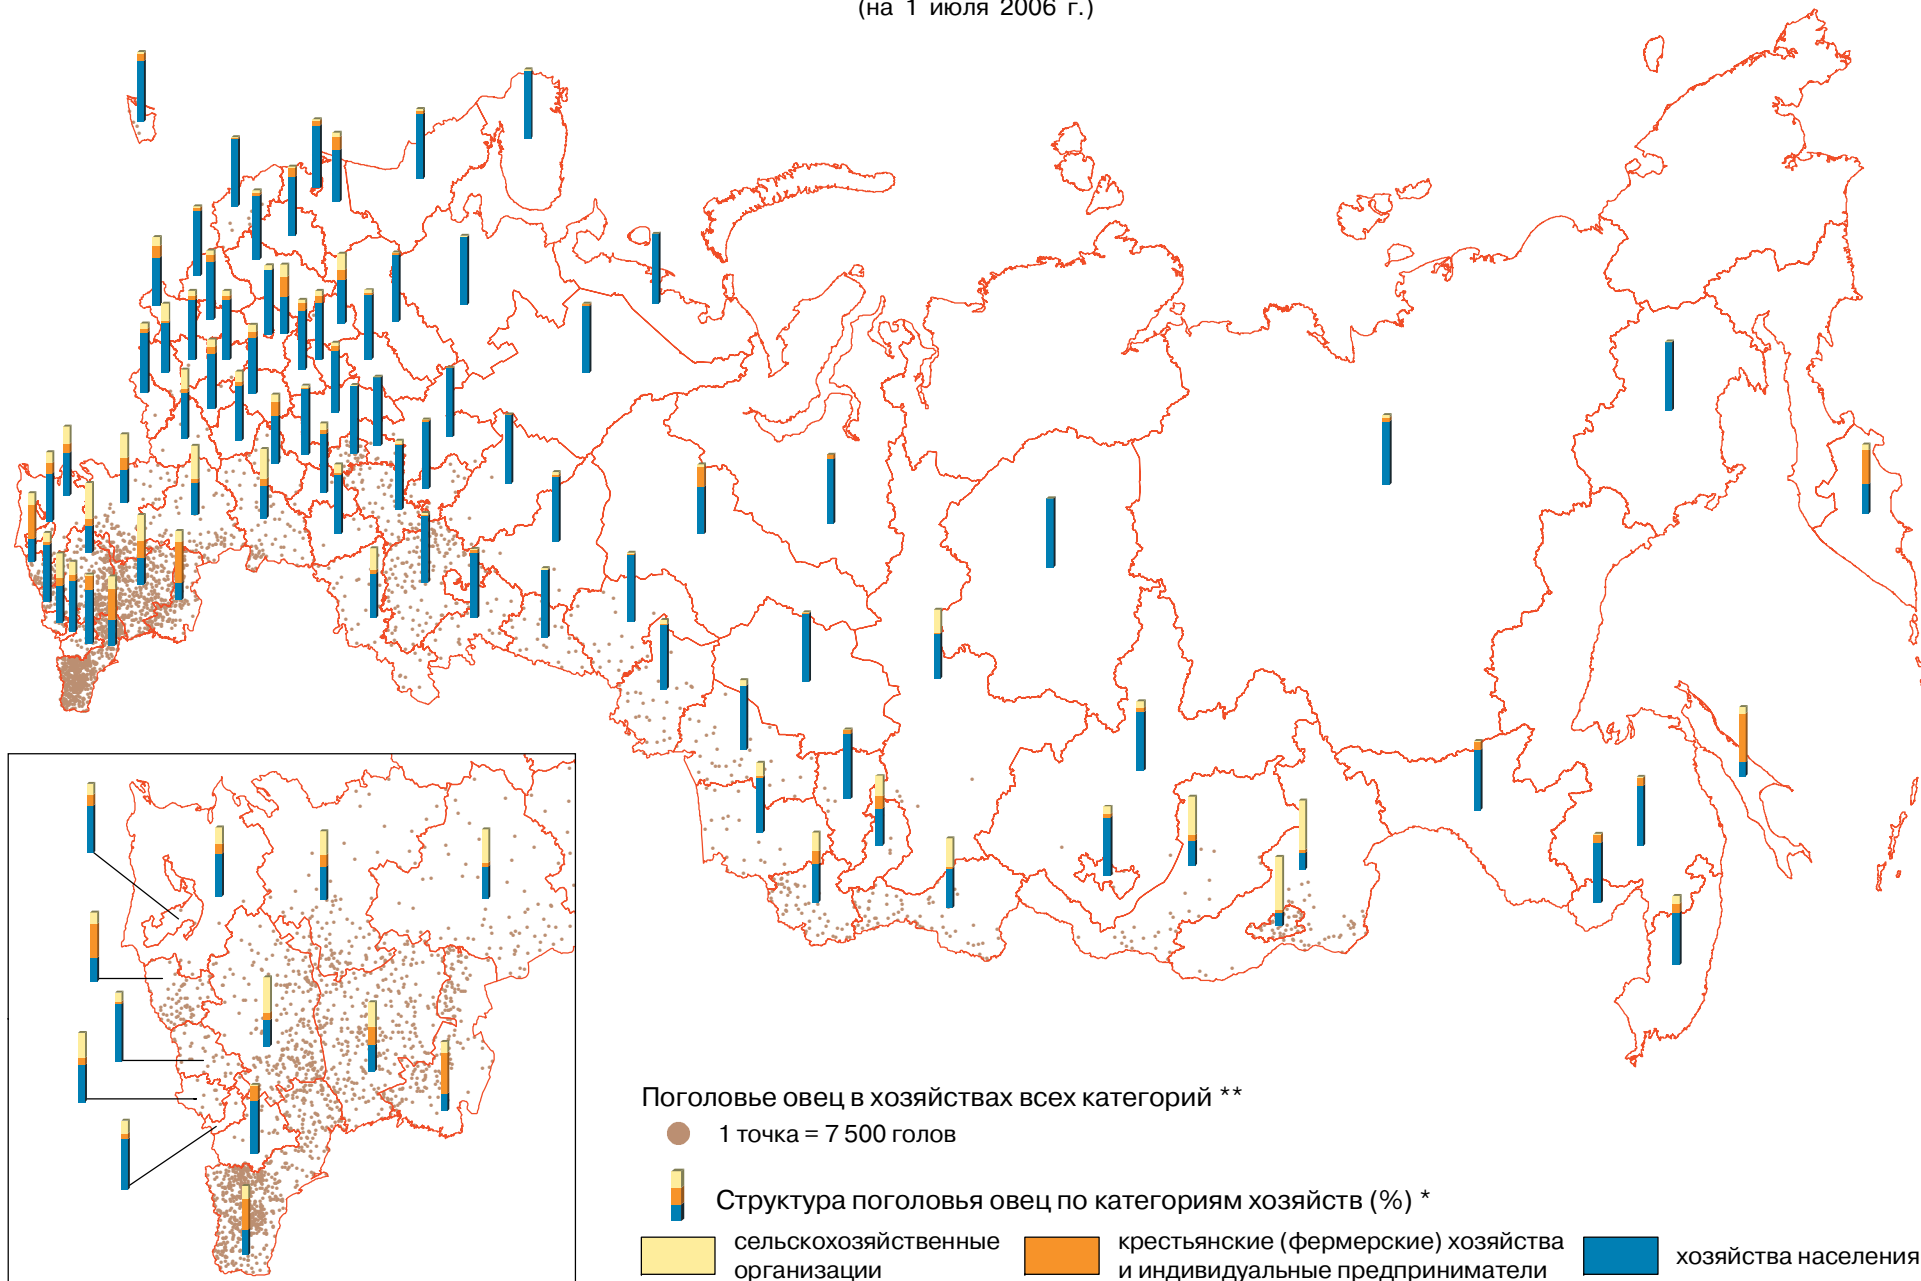 (на 1 июля 2006 г.)
Поголовье овец в хозяйствах всех категорий **
1 точка = 7 500 голов
Структура поголовья овец по категориям хозяйств (%) *
сельскохозяйственные
организации
крестьянские (фермерские) хозяйства
и индивидуальные предприниматели
хозяйства населения